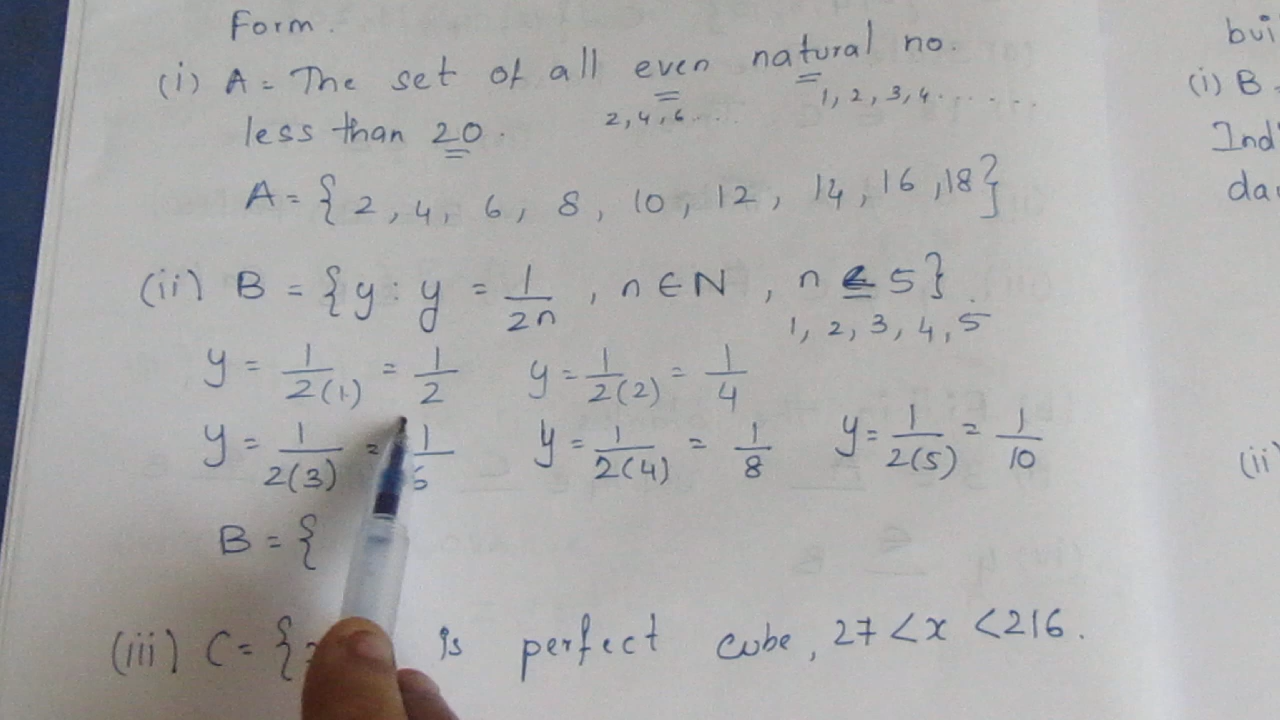 Form.
(i) A = The set of all even natural no.
1, 2, 3, 4 . . . . . .
2, 4, 6 . . .
less than 20.
A = { 2, 4, 6, 8, 10, 12, 14, 16, 18}
(ii) B = {y : y = 1/2n , n ∈ N , n ≤ 5}.
1, 2, 3, 4, 5
y = 1/2(1) = 1/2 y = 1/2(2) = 1/4
y = 1/2(3) = 1/6 y = 1/2(4) = 1/8 y = 1/2(5) = 1/10
B = {
(iii) C = { is perfect cube, 27 < x < 216.
(i) B
(ii)